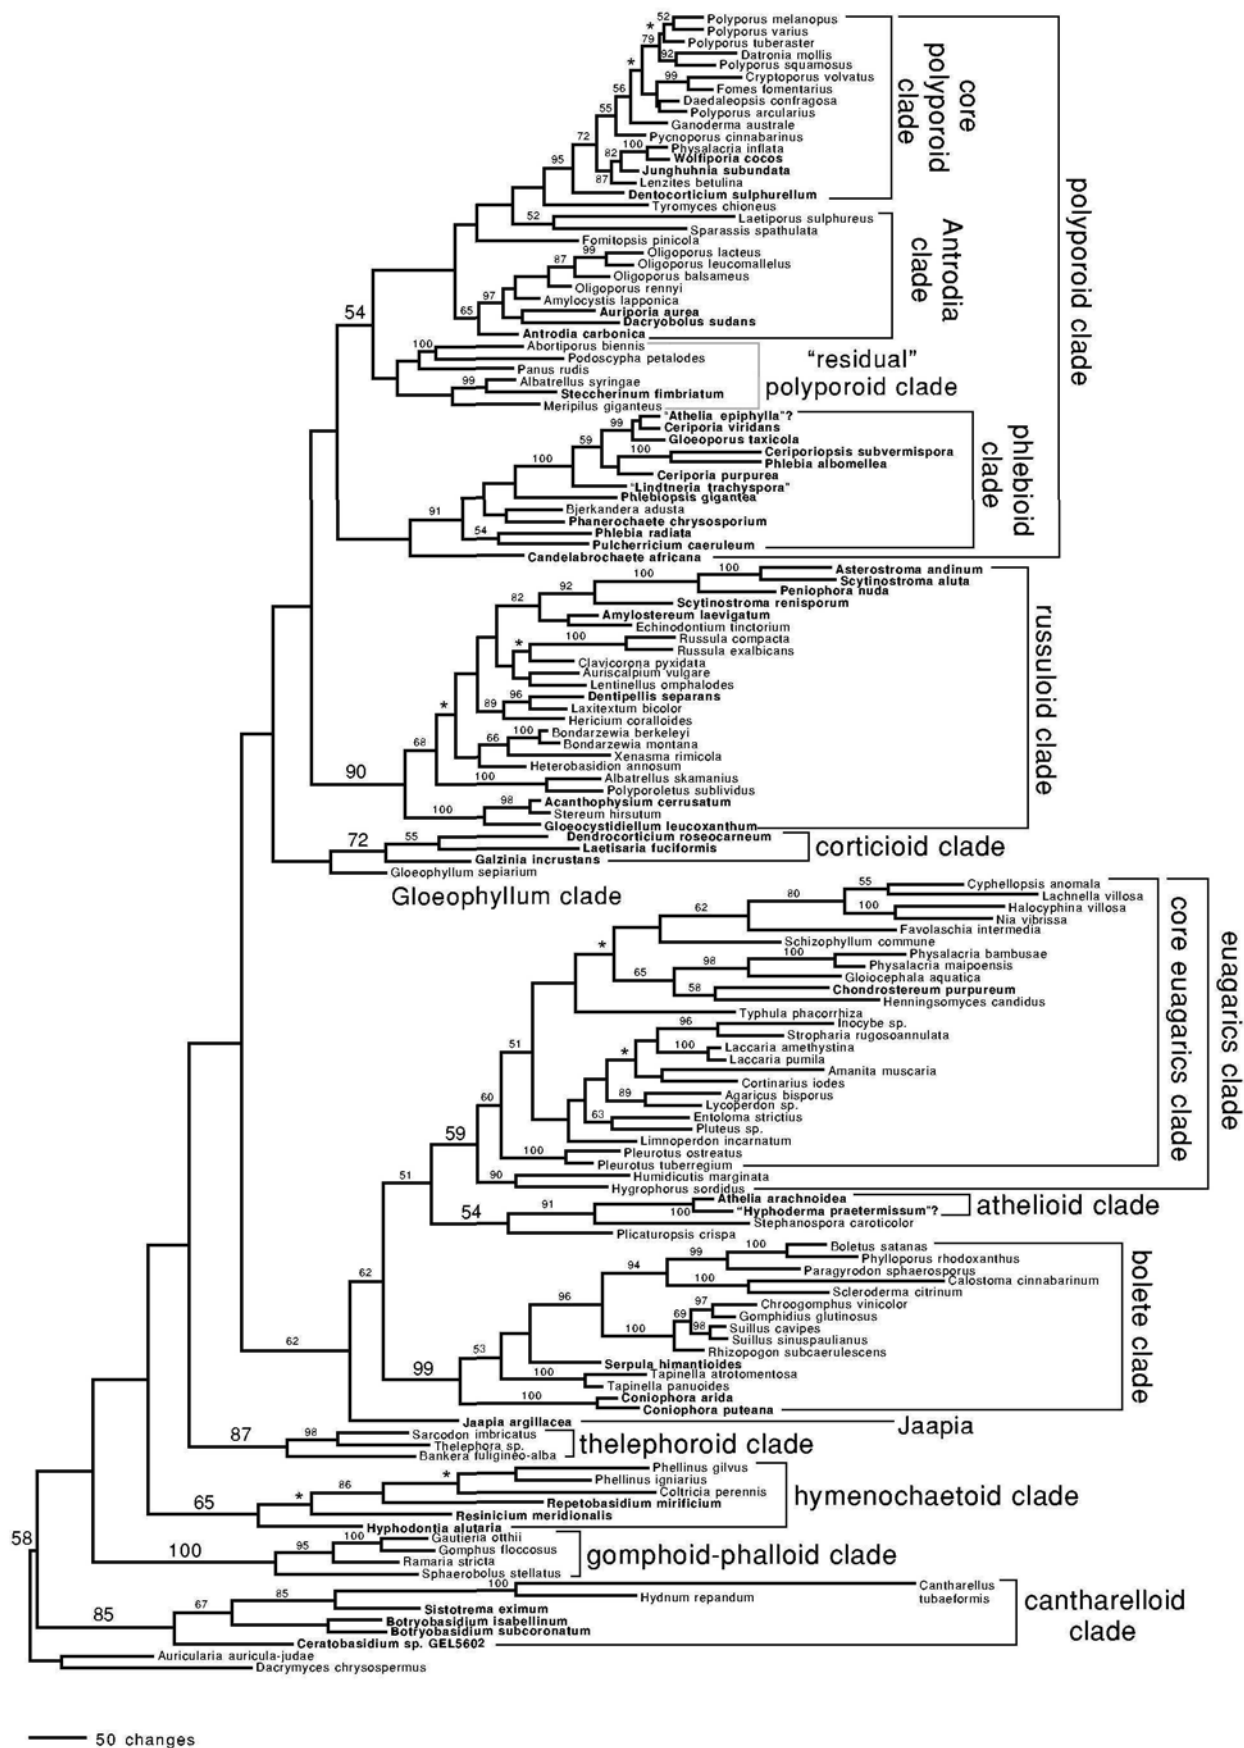 52
Polyporus melanopus
*
Polyporus varius
79
Polyporus tuberaster
92
Datronia mollis
*
Polyporus squamosus
99
Cryptoporus volvatus
56
Fomes fomentarius
Daedaleopsis confragosa
55
Polyporus arcularius
Ganoderma australe
72
Pycnoporus cinnabarinus
100
Physalacria inflata
82
Wolfiporia cocos
95
Junghuhnia subundata
87
Lenzites betulina
Dentocorticium sulphurellum
Tyromyces chioneus
core
polyporoid
clade
52
Laetiporus sulphureus
Sparassis spathulata
Fomitopsis pinicola
99
Oligoporus lacteus
87
Oligoporus leucomallelus
Oligoporus balsameus
Oligoporus rennyi
97
Amylocystis lapponica
65
Auriporia aurea
Dacryobolus sudans
Antrodia carbonica
Antrodia
clade
54
100
Abortiporus biennis
Podoscypha petalodes
Panus rudis
99
Albatrellus syringae
Steccherinum fimbriatum
Meripilus giganteus
"residual"
polyporoid clade
polyporoid clade
99
"Athelia epiphylla"?
Ceriporia viridans
59
Gloeoporus taxicola
100
Ceriporiopsis subvermispora
100
Phlebia albomellea
Ceriporia purpurea
"Lindtneria trachyspora"
Phlebiopsis gigantea
91
Bjerkandera adusta
Phanerochaete chrysosporium
54
Phlebia radiata
Pulcherricium caeruleum
Candelabrochaete africana
phlebioid
clade
100
100
Asterostroma andinum
92
Scytinostroma aluta
82
Peniophora nuda
Scytinostroma renisporum
Amylostereum laevigatum
Echinodontium tinctorium
*
100
Russula compacta
Russula exalbicans
Clavicorona pyxidata
Auriscalpium vulgare
Lentinellus omphalodes
96
Dentipellis separans
*
89
Laxitextum bicolor
Hericium coralloides
100
Bondarzewia berkeleyi
68
66
Bondarzewia montana
Xenasma rimicola
Heterobasidion annosum
90
100
Albatrellus skamanius
Polyporoletus sublividus
98
Acanthophysium cerrusatum
100
Stereum hirsutum
Gloeocystidiellum leucoxanthum
russuloid clade
72
55
Dendrocorticium roseocarneum
Laetisaria fuciformis
Galzinia incrustans
corticioid clade
Gloeophyllum sepiarium
Gloeophyllum clade
55
Cyphellopsis anomala
80
Lachnella villosa
100
Halocyphina villosa
62
Nia vibrissa
Favolaschia intermedia
*
Schizophyllum commune
100
Physalacria bambusae
98
Physalacria maipoensis
65
Gloiocephala aquatica
58
Chondrostereum purpureum
Henningsomyces candidus
Typhula phacorrhiza
96
Inocybe sp.
Stropharia rugosoannulata
51
*
100
Laccaria amethystina
Laccaria pumila
Amanita muscaria
Cortinarius iodes
89
Agaricus bisporus
60
Lycoperdon sp.
63
Entoloma strictius
Pluteus sp.
Limnoperdon incarnatum
59
100
Pleurotus ostreatus
Pleurotus tuberregium
51
90
Humidicutis marginata
Hygrophorus sordidus
core euagarics clade
euagarics clade
54
91
Athelia arachnoidea
100
"Hyphoderma praetermissum"?
Stephanospora caroticolor
Plicaturopsis crispa
athelioid clade
100
Boletus satanas
99
Phylloporus rhodoxanthus
94
Paragyrodon sphaerosporus
62
100
Calostoma cinnabarinum
Scleroderma citrinum
96
97
Chroogomphus vinicolor
69
Gomphidius glutinosus
100
98
Suillus cavipes
Suillus sinuspaulianus
62
53
Rhizopogon subcaerulescens
99
Serpula himantioides
100
Tapinella atrotomentosa
Tapinella panuoides
100
Coniophora arida
Coniophora puteana
bolete clade
Jaapia argillacea
Jaapia
87
98
Sarcodon imbricatus
Thelephora sp.
Bankera fuligineo-alba
thelephoroid clade
*
Phellinus gilvus
86
Phellinus igniarius
65
*
Coltricia perennis
Repetobasidium mirificium
Resinicium meridionalis
Hyphodontia alutaria
hymenochaetoid clade
58
100
95
100
Gautieria otthii
Gomphus floccosus
Ramaria stricta
Sphaerobolus stellatus
gomphoid-phalloid clade
100
Cantharellus
tubaeformis
85
Hydnum repandum
85
67
Sistotrema eximum
Botryobasidium isabellinum
Botryobasidium subcoronatum
Ceratobasidium sp. GEL5602
cantharelloid
clade
Auricularia auricula-judae
Dacrymyces chrysospermus
50 changes